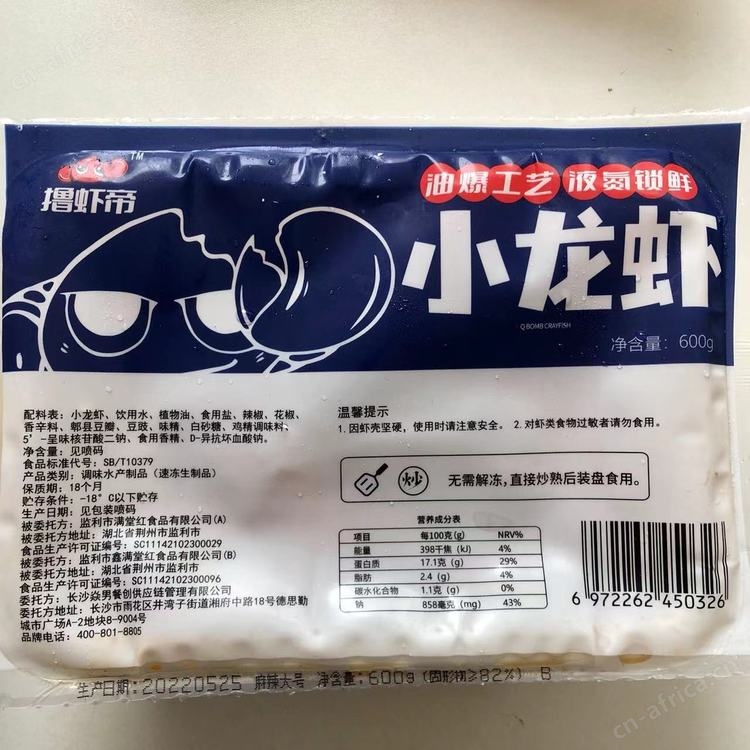 TM
撸虾帝
油爆工艺 液氮锁鲜
小龙虾
Q BOMB CRAYFISH
净含量： 600g
配料表：小龙虾、饮用水、植物油、食用盐、辣椒、花椒、
香辛料、郫县豆瓣、豆豉、味精、白砂糖、鸡精调味料、
5’-呈味核苷酸二钠、食用香精、D-异抗坏血酸钠。
净含量：见喷码
食品标准代号：SB/T10379
产品类别：调味水产制品（速冻生制品）
保质期：18个月
贮存条件：-18℃以下贮存
生产日期：见包装喷码
被委托方：监利市满堂红食品有限公司(A)
被委托方地址：湖北省荆州市监利市
食品生产许可证编号：SC11142102300029
被委托方：监利市鑫满堂红食品有限公司(B)
被委托方地址：湖北省荆州市监利市
食品生产许可证编号：SC11142102300096
委托方：长沙焱男餐创供应链管理有限公司
委托方地址：长沙市雨花区井湾子街道湘府中路18号德思勤
城市广场A-2地块8-9004号
品牌电话：400-801-8805
温馨提示
1. 因虾壳坚硬，使用时请注意安全。 2. 对虾类食物过敏者请勿食用。
炒
无需解冻，直接炒熟后装盘食用。
营养成分表
项目 每100克(g) NRV%
能量 398千焦(kJ) 4%
蛋白质 17.1克(g) 29%
脂肪 2.4(g) 4%
碳水化合物 1.1克(g) 0%
钠 858毫克(mg) 43%
6 972262 450326
生产日期：20220525 麻辣大号 净含量：600g (固形物≥82%) B
cn-africa.com